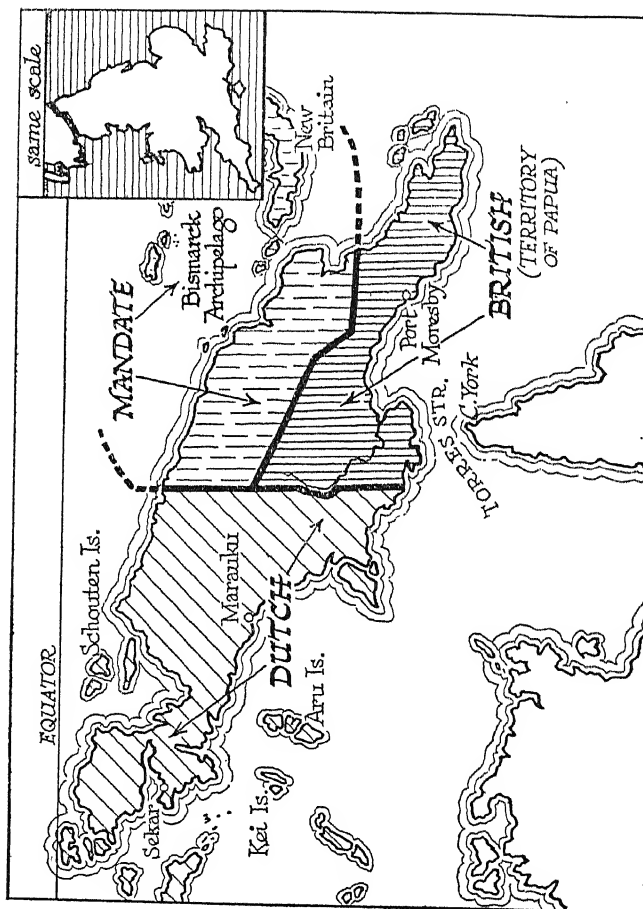 EQUATOR
same scale
Schouten Is.
MANDATE
Bismarck
Archipelago
New
Britain
Sekar
DUTCH
Marauku
Kei Is.
Aru Is.
Port
Moresby
BRITISH
(TERRITORY
OF PAPUA)
TORRES STR.
C. York